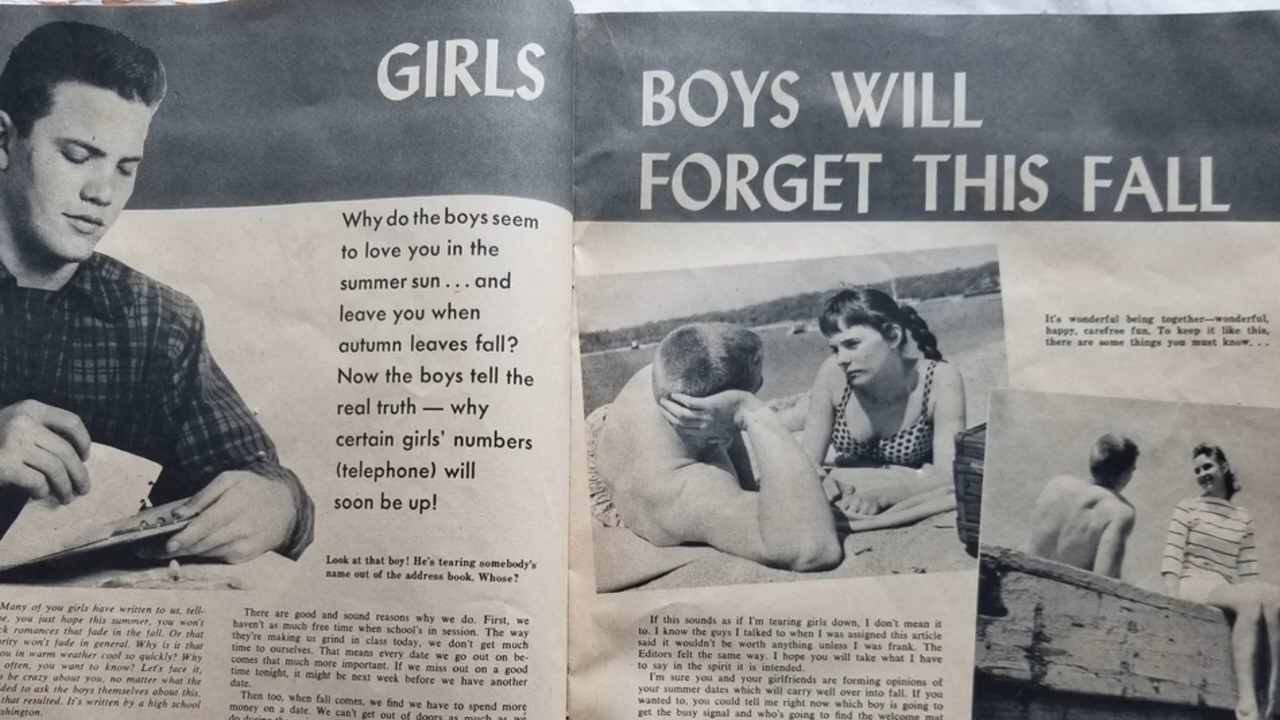 GIRLS
BOYS WILL
FORGET THIS FALL
Why do the boys seem
to love you in the
summer sun . . . and
leave you when
autumn leaves fall?
Now the boys tell the
real truth — why
certain girls' numbers
(telephone) will
soon be up!
Look at that boy! He's tearing somebody's
name out of the address book. Whose?
Many of you girls have written to us, tell-
you just hope this summer, you won't
romances that fade in the fall. Or that
won't fade in general. Why is it that
in warm weather cool so quickly? Why
often, you want to know? Let's face it,
be crazy about you, no matter what the
to ask the boys themselves about this,
that resulted. It's written by a high school
There are good and sound reasons why we do. First, we
haven't as much free time when school's in session. The way
they're making us grind in class today, we don't get much
time to ourselves. That means every date we go out on be-
comes that much more important. If we miss out on a good
time tonight, it might be next week before we have another
date.
Then too, when fall comes, we find we have to spend more
money on a date. We can't get out of doors as much as we
It's wonderful being together—wonderful,
happy, carefree fun. To keep it like this,
there are some things you must know. . .
If this sounds as if I'm tearing girls down, I don't mean it
to. I know the guys I talked to when I was assigned this article
said it wouldn't be worth anything unless I was frank. The
Editors felt the same way. I hope you will take what I have
to say in the spirit it is intended.
I'm sure you and your girlfriends are forming opinions of
your summer dates which will carry well over into fall. If you
wanted to, you could tell me right now which boy is going to
get the busy signal and who's going to find the welcome mat